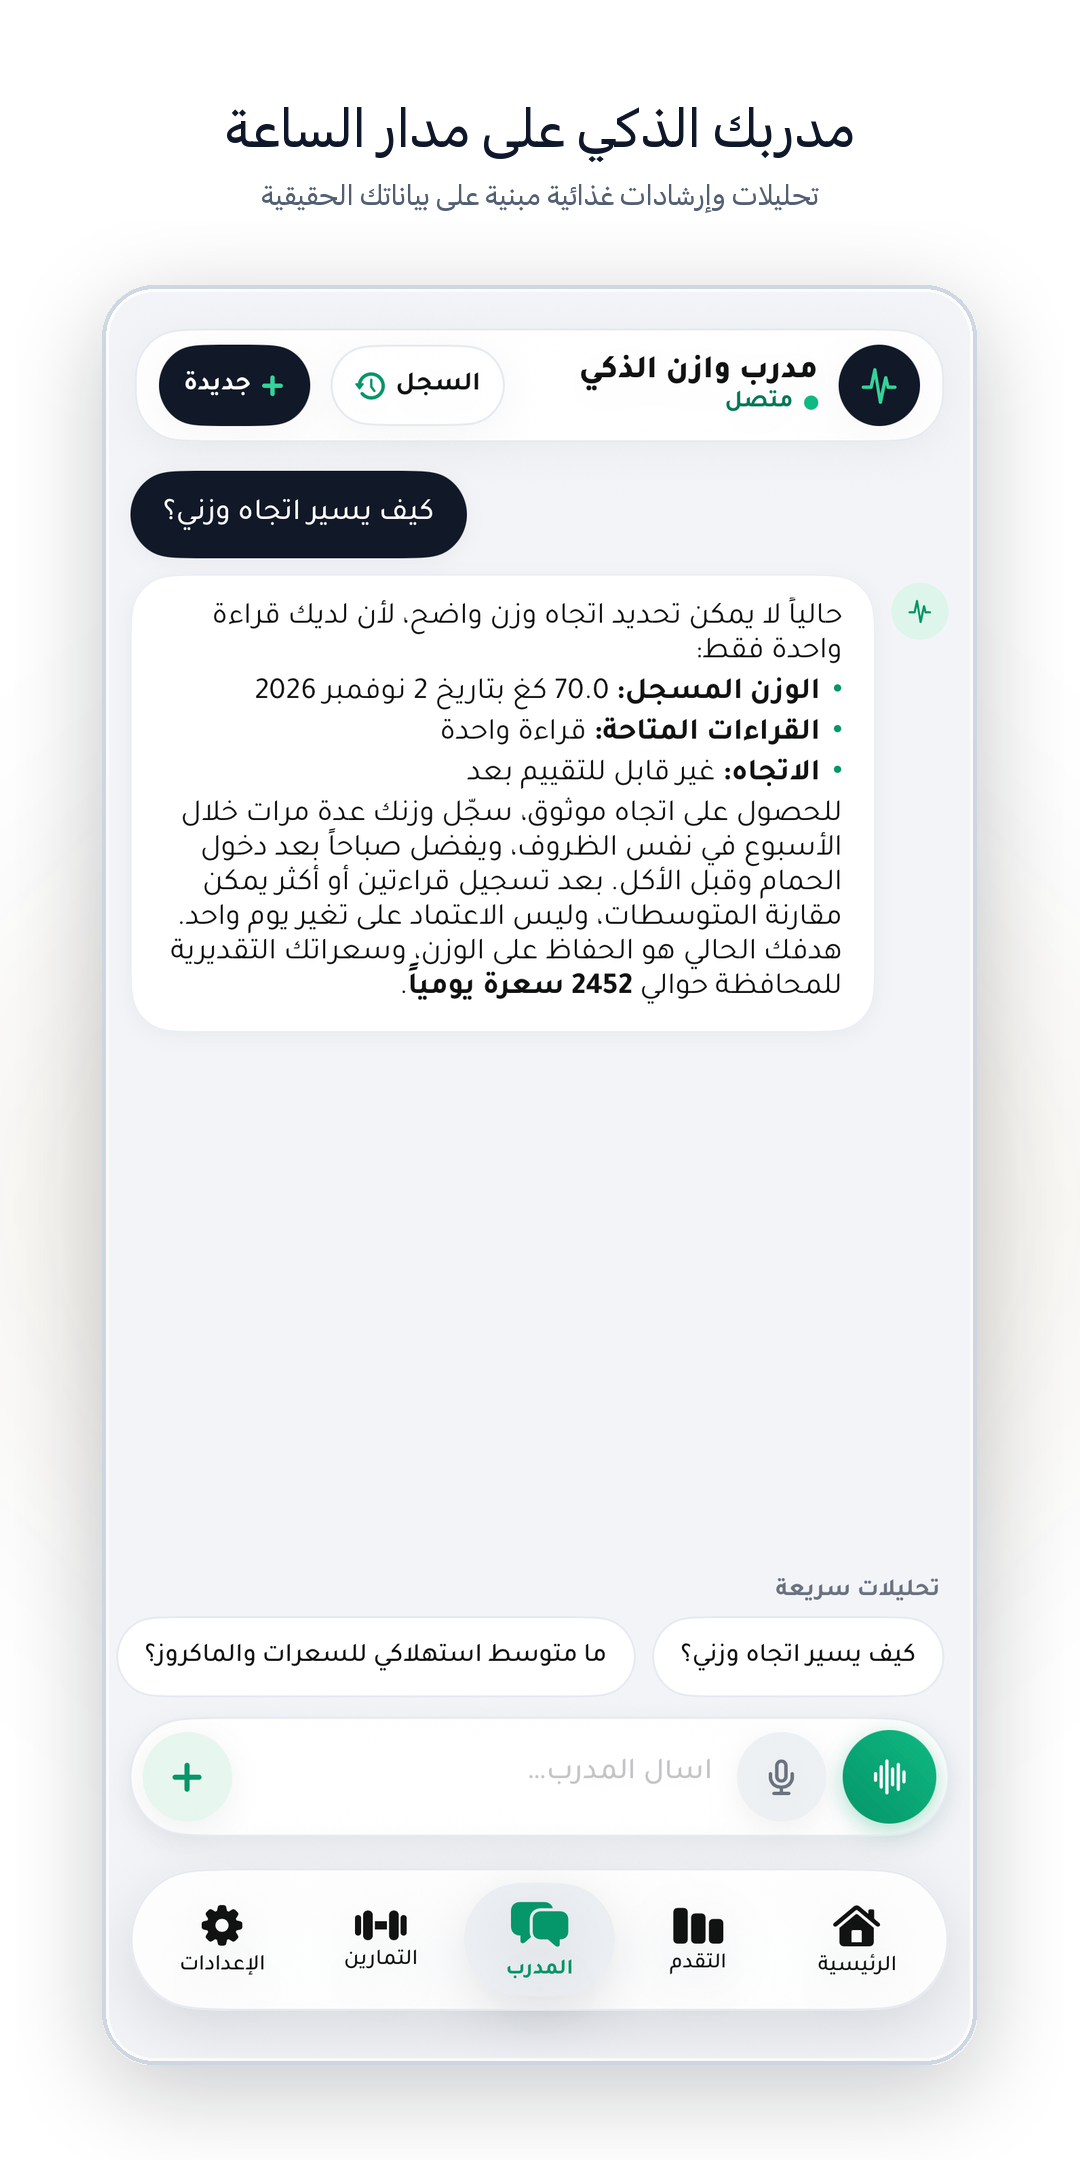 مدربك الذكي على مدار الساعة
تحليلات وإرشادات غذائية مبنية على بياناتك الحقيقية
مدرب وازن الذكي
متصل
السجل
جديدة
كيف يسير اتجاه وزني؟
حالياً لا يمكن تحديد اتجاه وزن واضح، لأن لديك قراءة
واحدة فقط:
• الوزن المسجل: 70.0 كغ بتاريخ 2 نوفمبر 2026
• القراءات المتاحة: قراءة واحدة
• الاتجاه: غير قابل للتقييم بعد
للحصول على اتجاه موثوق، سجّل وزنك عدة مرات خلال
الأسبوع في نفس الظروف، ويفضل صباحاً بعد دخول
الحمام وقبل الأكل. بعد تسجيل قراءتين أو أكثر يمكن
مقارنة المتوسطات، وليس الاعتماد على تغير يوم واحد.
هدفك الحالي هو الحفاظ على الوزن، وسعراتك التقديرية
للمحافظة حوالي 2452 سعرة يومياً.
تحليلات سريعة
كيف يسير اتجاه وزني؟
ما متوسط استهلاكي للسعرات والماكروز؟
اسال المدرب...
الرئيسية
التقدم
المدرب
التمارين
الإعدادات